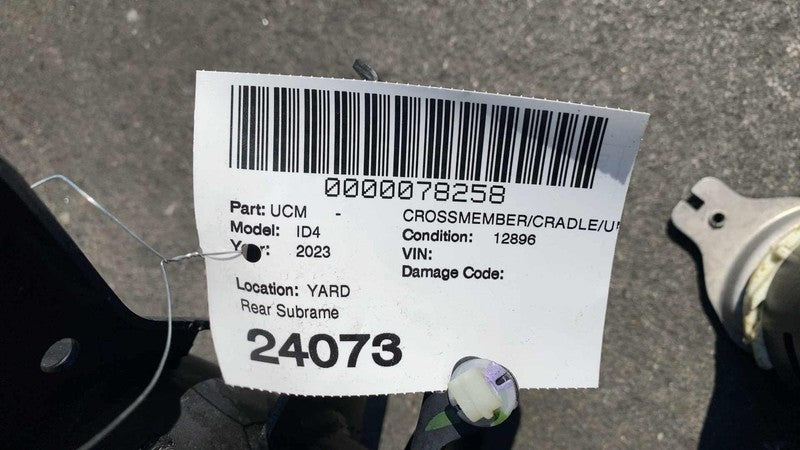 0000078258
Part: UCM - CROSSMEMBER/CRADLE/U
Model: ID4 Condition: 12896
Year: 2023 VIN:
Damage Code:
Location: YARD
Rear Subrame
24073